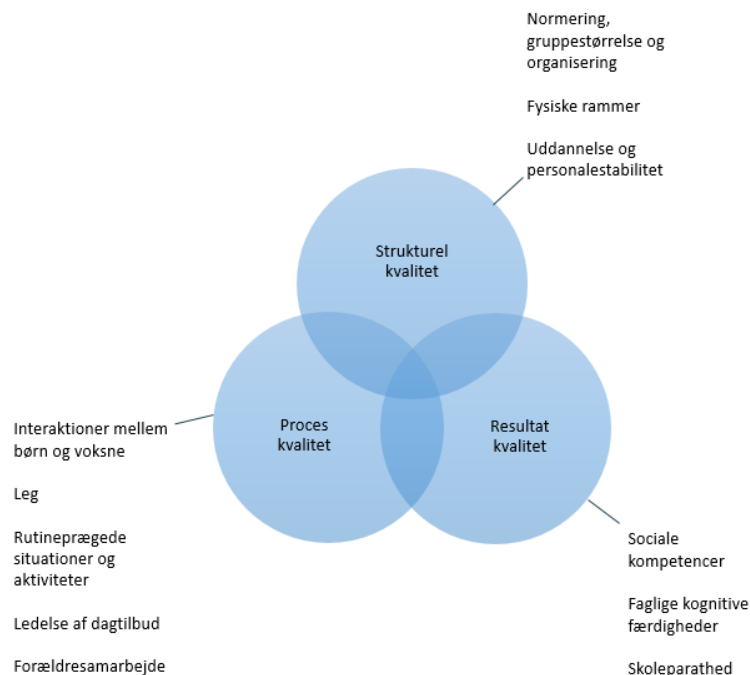 Normering,
gruppestørrelse og
organisering
Fysiske rammer
Uddannelse og
personalestabilitet
Strukturel
kvalitet
Proces
kvalitet
Resultat
kvalitet
Interaktioner mellem
børn og voksne
Leg
Rutineprægede
situationer og
aktiviteter
Ledelse af dagtilbud
Forældresamarbejde
Sociale
kompetencer
Faglige kognitive
færdigheder
Skoleparathed